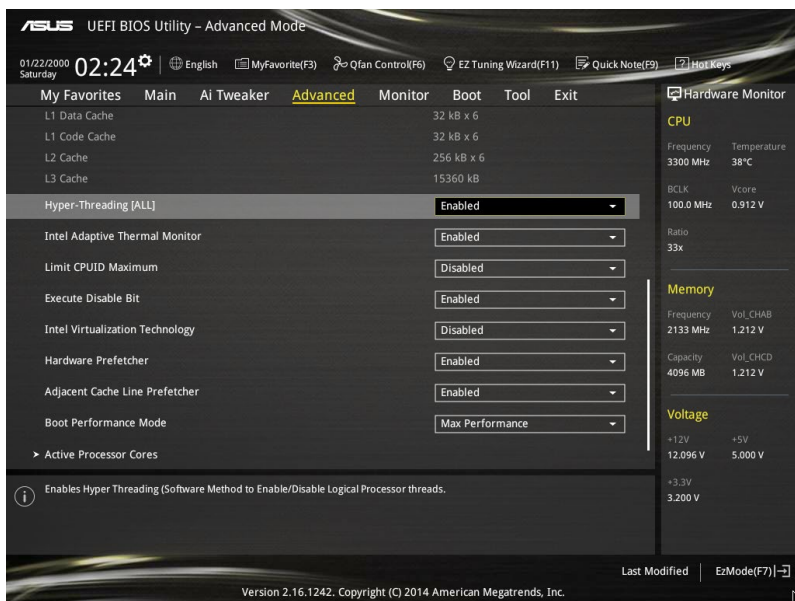 ASUS UEFI BIOS Utility – Advanced Mode
01/22/2000
Saturday
02:24
English MyFavorite(F3) Qfan Control(F6) EZ Tuning Wizard(F11) Quick Note(F9) ? Hot Keys
My Favorites Main Ai Tweaker Advanced Monitor Boot Tool Exit
L1 Data Cache 32 kB x 6
L1 Code Cache 32 kB x 6
L2 Cache 256 kB x 6
L3 Cache 15360 kB
Hyper-Threading [ALL] Enabled
Intel Adaptive Thermal Monitor Enabled
Limit CPUID Maximum Disabled
Execute Disable Bit Enabled
Intel Virtualization Technology Disabled
Hardware Prefetcher Enabled
Adjacent Cache Line Prefetcher Enabled
Boot Performance Mode Max Performance
Active Processor Cores
Enables Hyper Threading (Software Method to Enable/Disable Logical Processor threads.
Hardware Monitor
CPU
Frequency Temperature
3300 MHz 38°C
BCLK Vcore
100.0 MHz 0.912 V
Ratio
33x
Memory
Frequency Vol_CHAB
2133 MHz 1.212 V
Capacity Vol_CHCD
4096 MB 1.212 V
Voltage
+12V +5V
12.096 V 5.000 V
+3.3V
3.200 V
Last Modified EzMode(F7)
Version 2.16.1242. Copyright (C) 2014 American Megatrends, Inc.